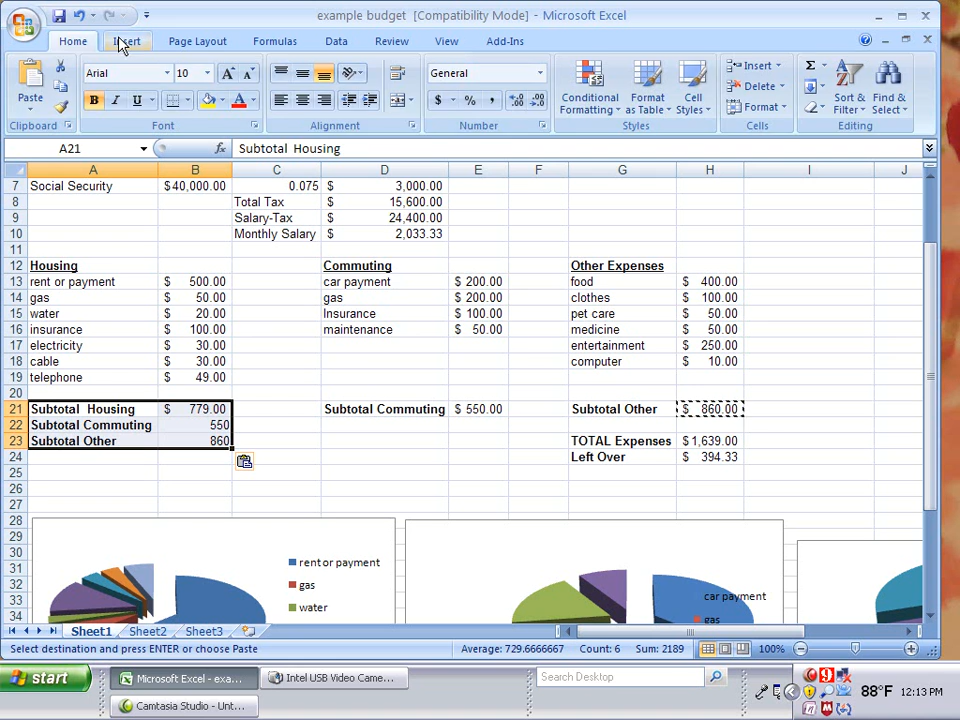 example budget [Compatibility Mode] - Microsoft Excel
Home Insert Page Layout Formulas Data Review View Add-Ins
Paste
Arial 10 A A
B I U A
General
$ % ,
Conditional Formatting
Format as Table
Cell Styles
Insert
Delete
Format
Σ
Sort & Filter
Find & Select
Clipboard Font Alignment Number Styles Cells Editing
A21 fx Subtotal Housing
A B C D E F G H I J
7 Social Security $40,000.00 0.075 $ 3,000.00
8 Total Tax $ 15,600.00
9 Salary-Tax $ 24,400.00
10 Monthly Salary $ 2,033.33
11
12 Housing Commuting Other Expenses
13 rent or payment $ 500.00 car payment $ 200.00 food $ 400.00
14 gas $ 50.00 gas $ 200.00 clothes $ 100.00
15 water $ 20.00 Insurance $ 100.00 pet care $ 50.00
16 insurance $ 100.00 maintenance $ 50.00 medicine $ 50.00
17 electricity $ 30.00 entertainment $ 250.00
18 cable $ 30.00 computer $ 10.00
19 telephone $ 49.00
20
21 Subtotal Housing $ 779.00 Subtotal Commuting $ 550.00 Subtotal Other $ 860.00
22 Subtotal Commuting 550
23 Subtotal Other 860 TOTAL Expenses $1,639.00
24 Left Over $ 394.33
25
26
27
28
29
30
31
32
33
34
rent or payment
gas
water
car payment
gas
Sheet1 Sheet2 Sheet3
Select destination and press ENTER or choose Paste Average: 729.6666667 Count: 6 Sum: 2189 100%
start Microsoft Excel - exa... Intel USB Video Came... Search Desktop
Camtasia Studio - Unt...
9 88°F 12:13 PM